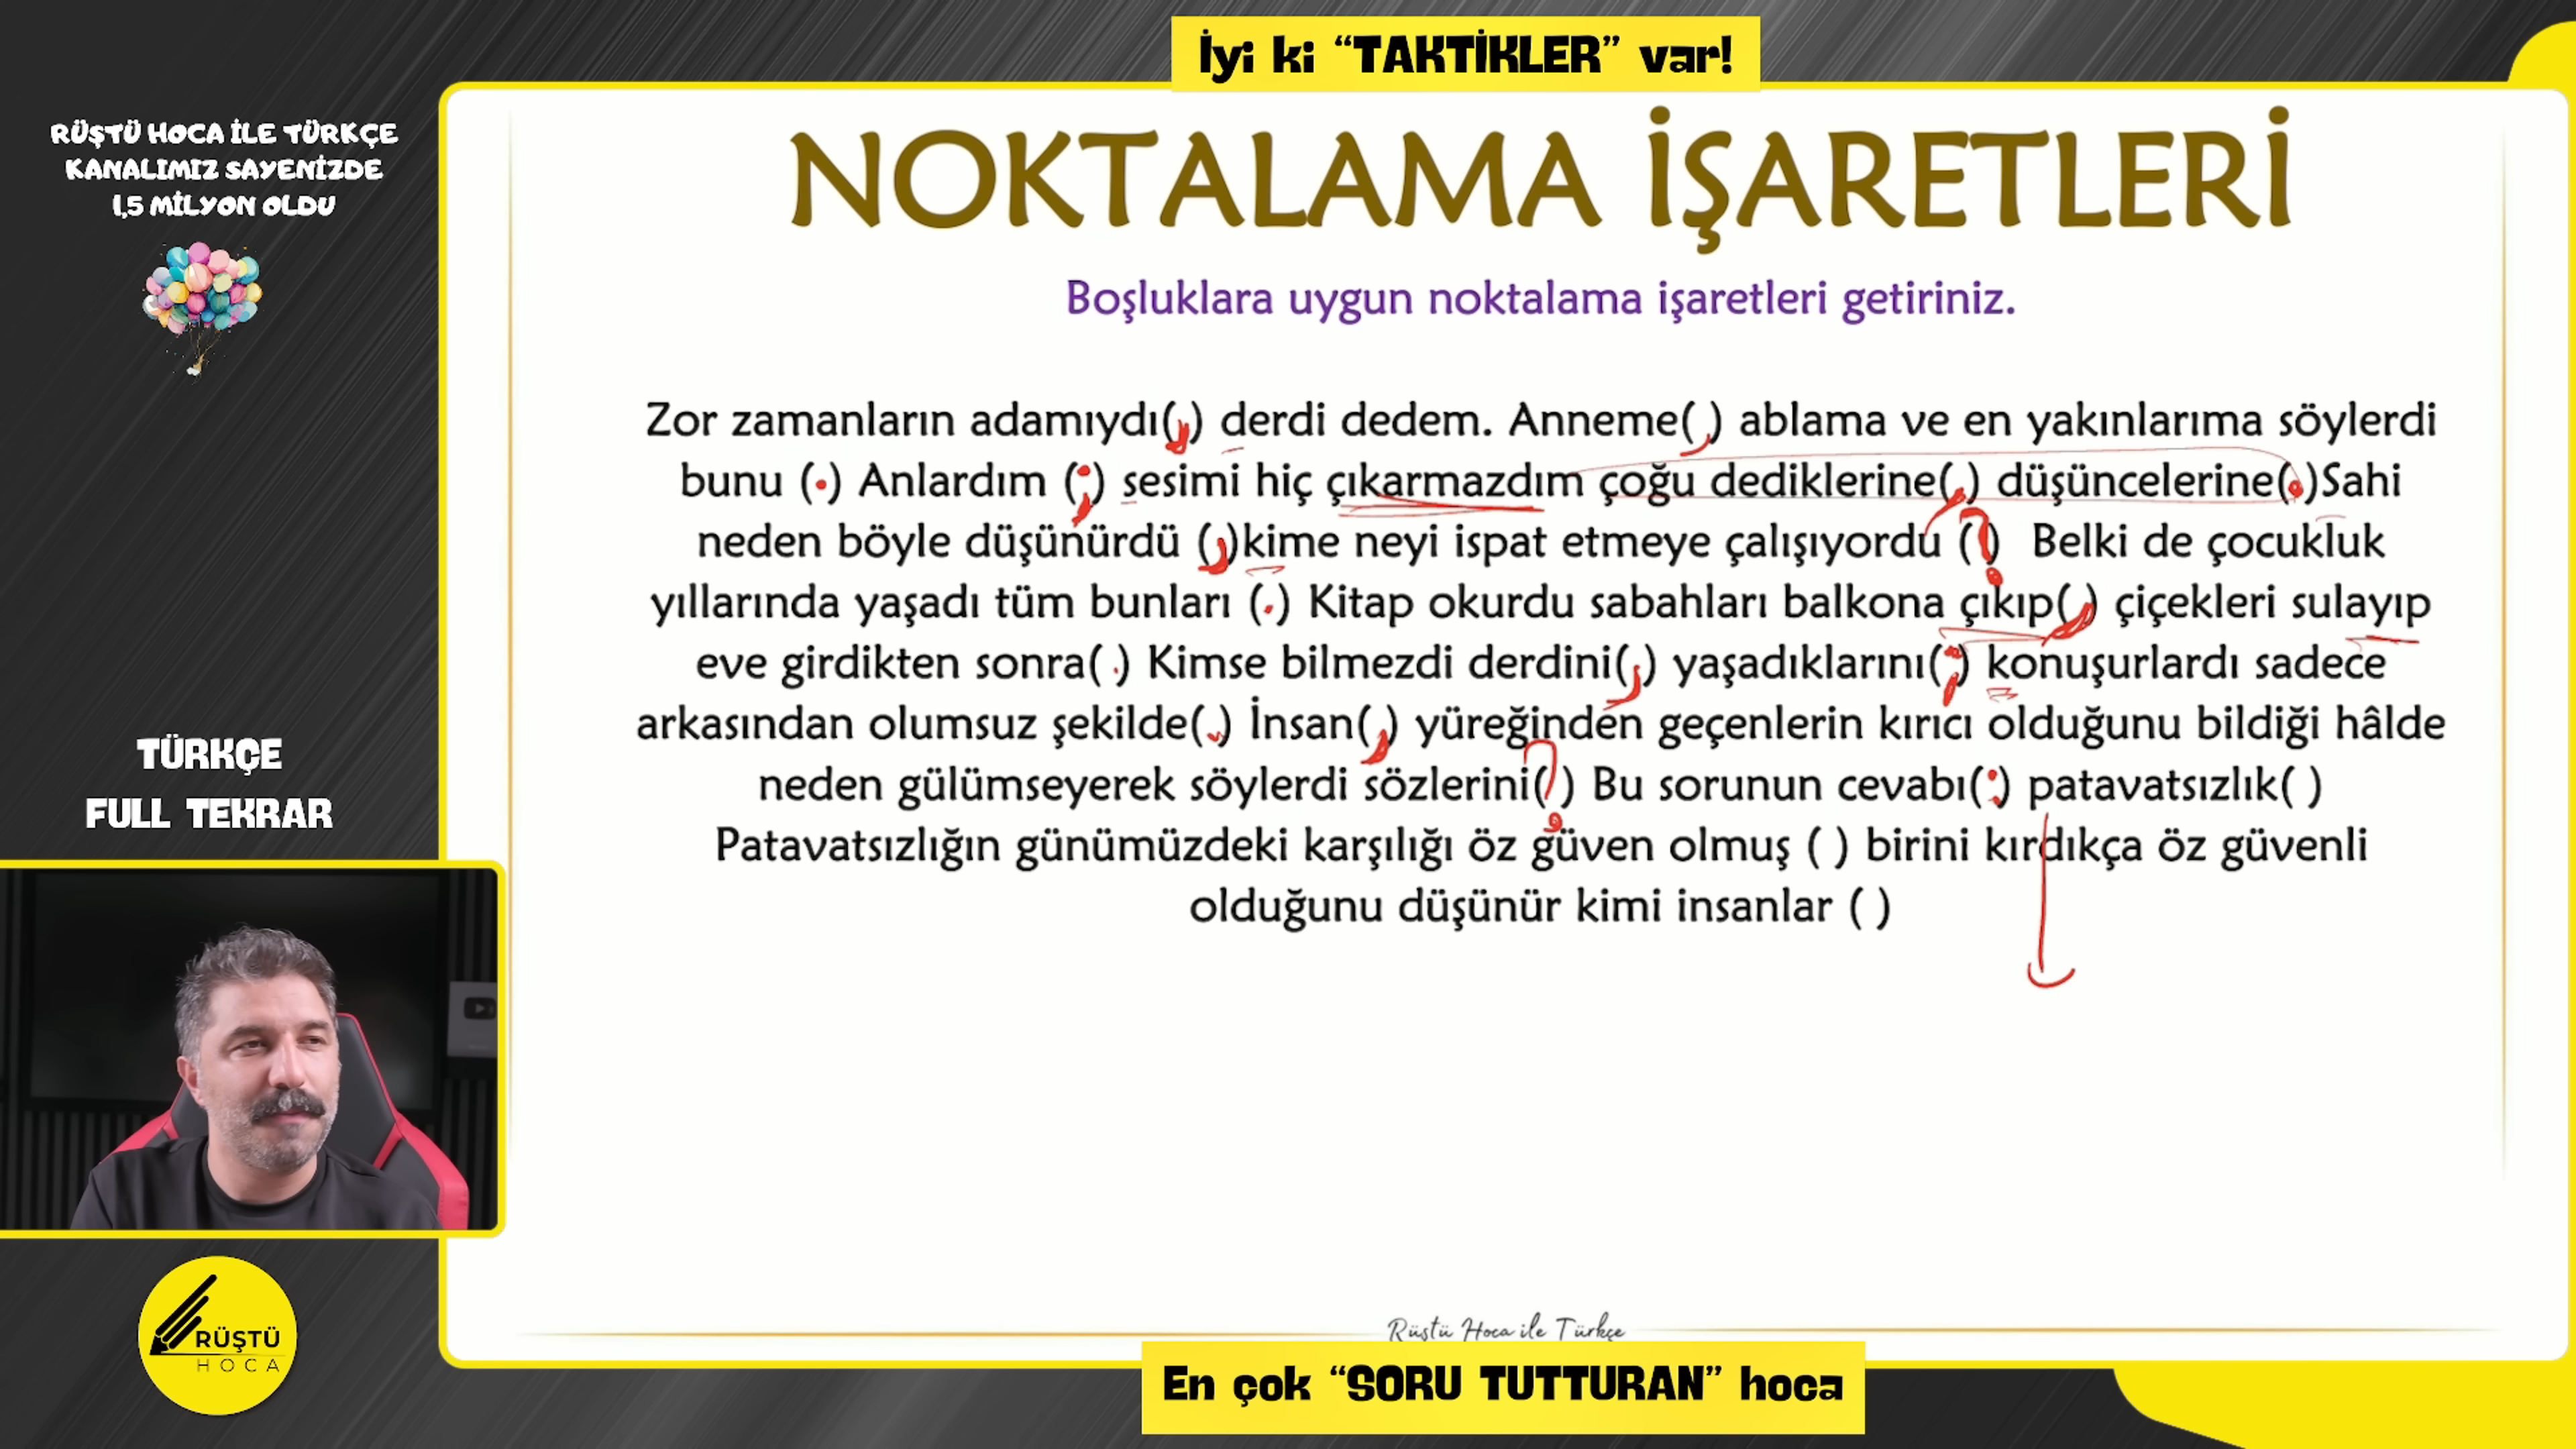 İyi ki “TAKTİKLER” var!
RÜŞTÜ HOCA İLE TÜRKÇE
KANALIMIZ SAYENİZDE
1,5 MİLYON OLDU
NOKTALAMA İŞARETLERİ
Boşluklara uygun noktalama işaretleri getiriniz.
Zor zamanların adamıydı(,) derdi dedem. Anneme(,) ablama ve en yakınlarıma söylerdi
bunu (.) Anlardım (;) sesimi hiç çıkarmazdım çoğu dediklerine(,) düşüncelerine(.)Sahi
neden böyle düşünürdü (,)kime neyi ispat etmeye çalışıyordu (?) Belki de çocukluk
yıllarında yaşadı tüm bunları (.) Kitap okurdu sabahları balkona çıkıp(,) çiçekleri sulayıp
eve girdikten sonra(.) Kimse bilmezdi derdini(,) yaşadıklarını(;) konuşurlardı sadece
arkasından olumsuz şekilde(.) İnsan(,) yüreğinden geçenlerin kırıcı olduğunu bildiği hâlde
neden gülümseyerek söylerdi sözlerini(?) Bu sorunun cevabı(:) patavatsızlık( )
Patavatsızlığın günümüzdeki karşılığı öz güven olmuş ( ) birini kırdıkça öz güvenli
olduğunu düşünür kimi insanlar ( )
TÜRKÇE
FULL TEKRAR
RÜŞTÜ
HOCA
Rüştü Hoca ile Türkçe
En çok “SORU TUTTURAN” hoca